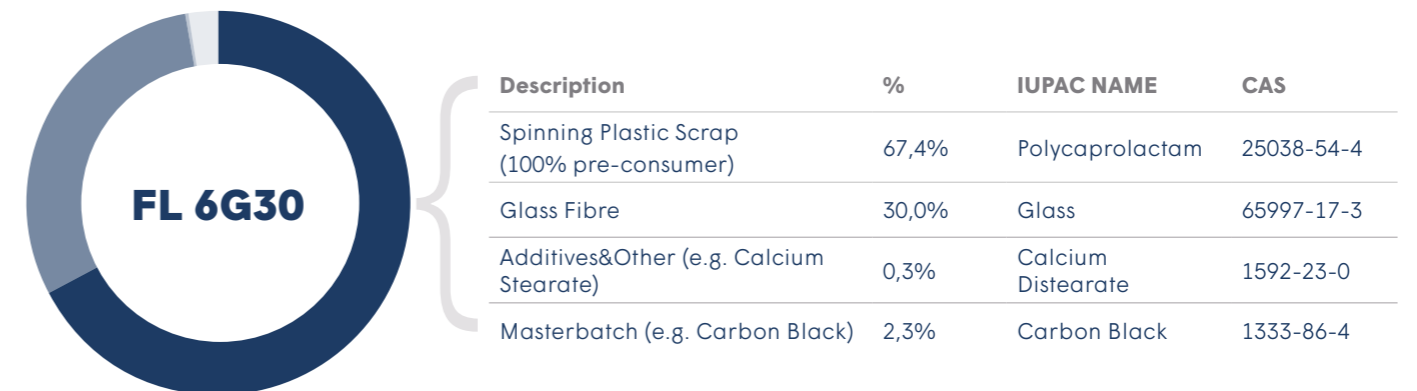 FL 6G30
Description % IUPAC NAME CAS
Spinning Plastic Scrap
(100% pre-consumer) 67,4% Polycaprolactam 25038-54-4
Glass Fibre 30,0% Glass 65997-17-3
Additives&Other (e.g. Calcium
Stearate) 0,3% Calcium
Distearate 1592-23-0
Masterbatch (e.g. Carbon Black) 2,3% Carbon Black 1333-86-4